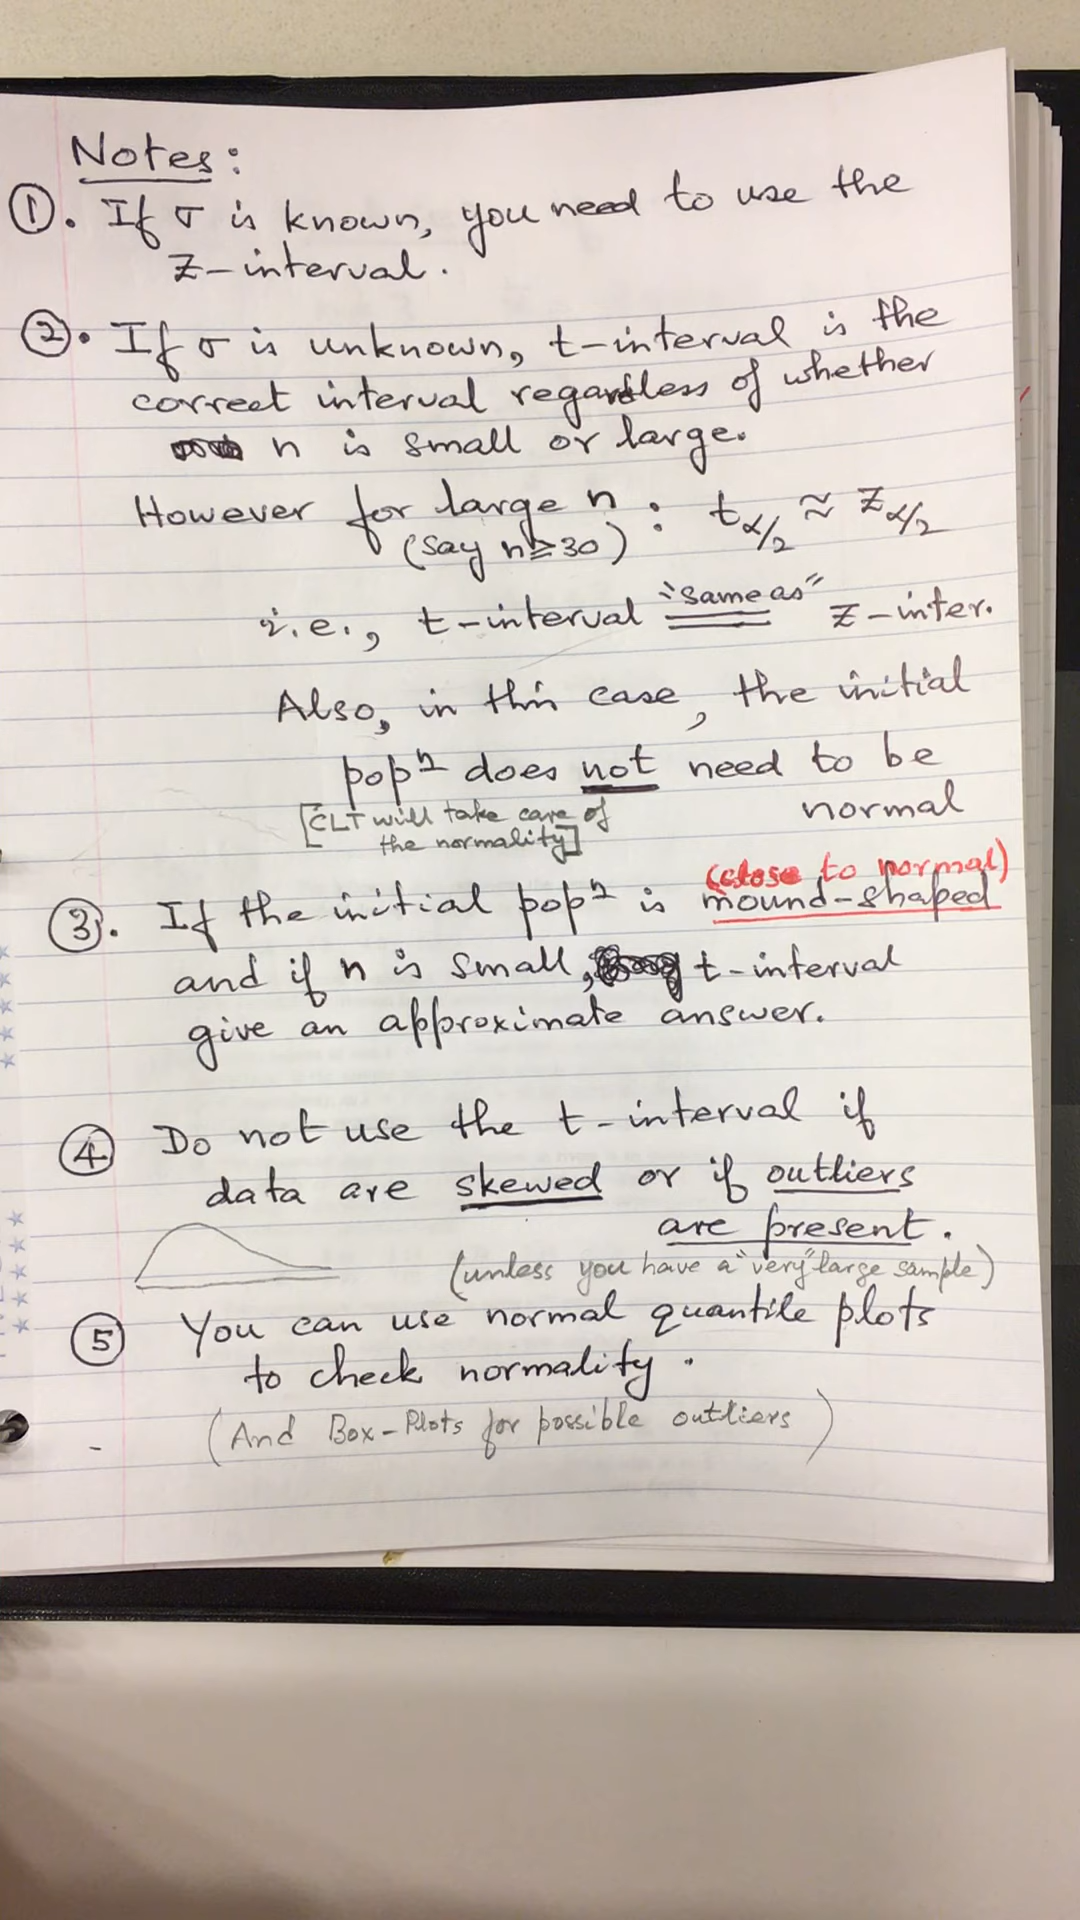 Notes:
①. If σ is known, you need to use the
Z-interval.
②. If σ is unknown, t-interval is the
correct interval regardless of whether
n is small or large.
However for large n : t_α/2 ≈ Z_α/2
(say n≥30)
i.e., t-interval "same as" Z-inter.
Also, in this case, the initial
popⁿ does not need to be
normal
[CLT will take care of
the normality]
(close to normal)
③. If the initial popⁿ is mound-shaped
and if n is small, t-interval
give an approximate answer.
④ Do not use the t-interval if
data are skewed or if outliers
are present.
(unless you have a "very" large sample)
⑤ You can use normal quantile plots
to check normality.
(And Box-Plots for possible outliers)